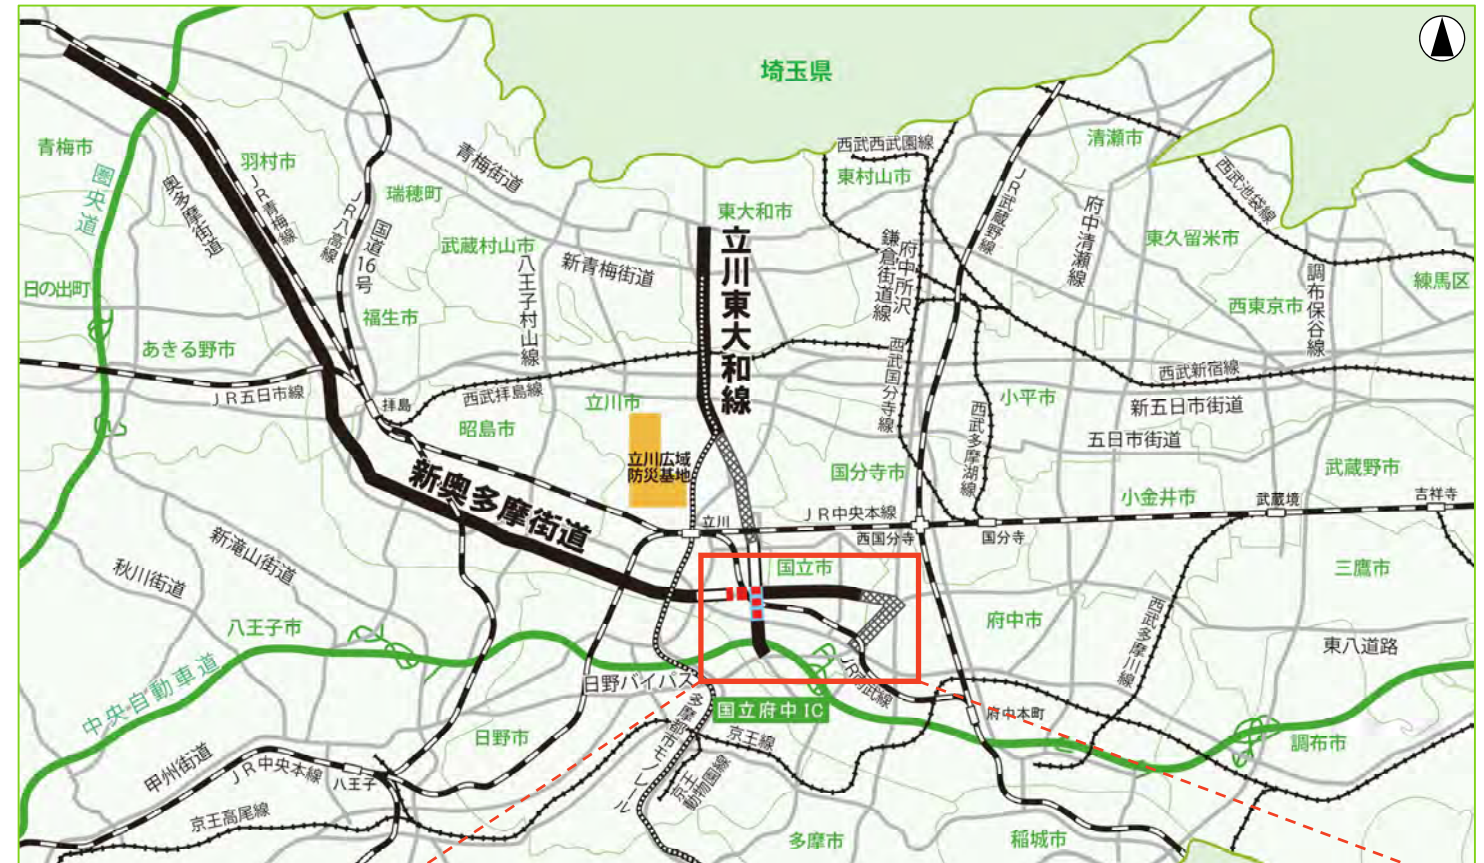 埼玉県
清瀬市
西武西武園線
青梅市
青梅街道
羽村市
JR武蔵野線
西武池袋線
東村山市
圏央道
奥多摩街道
JR青梅線
JR八高線
瑞穂町
府中清瀬線
東大和市
国道16号
武蔵村山市
東久留米市
立川東大和線
府中所沢
鎌倉街道線
新青梅街道
八王子村山線
調布保谷線
練馬区
日の出町
福生市
西東京市
あきる野市
西武国分寺線
西武新宿線
JR五日市線
拝島
西武拝島線
立川市
小平市
新五日市街道
昭島市
西武多摩湖線
五日市街道
立川広域
防災基地
国分寺市
武蔵野市
新奥多摩街道
小金井市
武蔵境
吉祥寺
立川
JR中央本線
西国分寺
国分寺
新滝山街道
秋川街道
国立市
三鷹市
八王子市
府中市
西武多摩川線
東八道路
中央自動車道
日野バイパス
JR南武線
国立府中IC
府中本町
多摩都市モノレール
日野市
京王線
調布市
甲州街道
JR中央本線
八王子
京王動物園線
京王高尾線
多摩市
稲城市